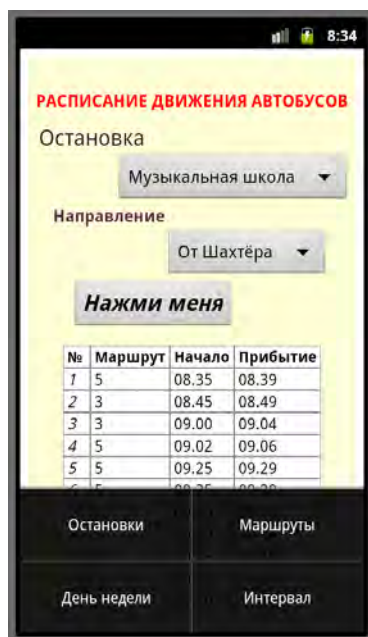 8:34
РАСПИСАНИЕ ДВИЖЕНИЯ АВТОБУСОВ
Остановка
Музыкальная школа
Направление
От Шахтёра
Нажми меня
№ Маршрут Начало Прибытие
1 5 08.35 08.39
2 3 08.45 08.49
3 3 09.00 09.04
4 5 09.02 09.06
5 5 09.25 09.29
Остановки Маршруты
День недели Интервал